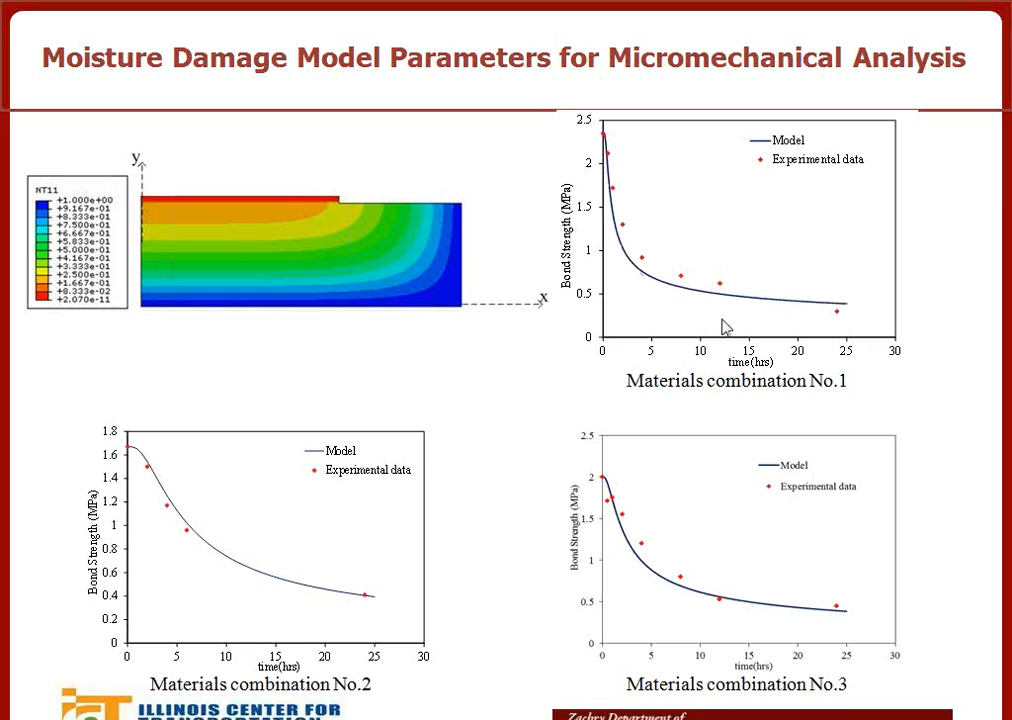 Moisture Damage Model Parameters for Micromechanical Analysis
y
NT11
+1.000e+00
+9.167e-01
+8.333e-01
+7.500e-01
+6.667e-01
+5.833e-01
+5.000e-01
+4.167e-01
+3.333e-01
+2.500e-01
+1.667e-01
+8.333e-02
+2.070e-11
x
2.5
2
1.5
1
0.5
0
Bond Strength (MPa)
Model
Experimental data
0 5 10 15 20 25 30
time(hrs)
Materials combination No.1
1.8
1.6
1.4
1.2
1
0.8
0.6
0.4
0.2
0
Bond Strength (MPa)
Model
Experimental data
0 5 10 15 20 25 30
time(hrs)
Materials combination No.2
2.5
2
1.5
1
0.5
0
Bond Strength (MPa)
Model
Experimental data
0 5 10 15 20 25 30
time(hrs)
Materials combination No.3
ILLINOIS CENTER FOR
TRANSPORTATION
Zachry Department of